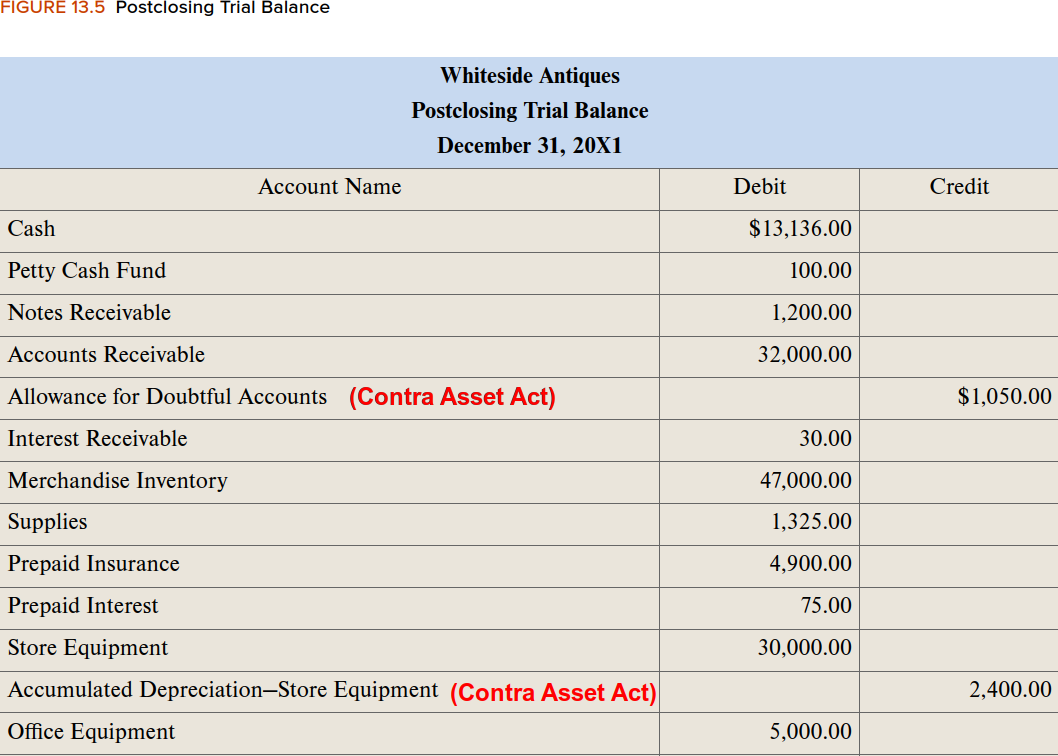 FIGURE 13.5 Postclosing Trial Balance
Whiteside Antiques
Postclosing Trial Balance
December 31, 20X1
Account Name Debit Credit
Cash $13,136.00
Petty Cash Fund 100.00
Notes Receivable 1,200.00
Accounts Receivable 32,000.00
Allowance for Doubtful Accounts (Contra Asset Act) $1,050.00
Interest Receivable 30.00
Merchandise Inventory 47,000.00
Supplies 1,325.00
Prepaid Insurance 4,900.00
Prepaid Interest 75.00
Store Equipment 30,000.00
Accumulated Depreciation–Store Equipment (Contra Asset Act) 2,400.00
Office Equipment 5,000.00